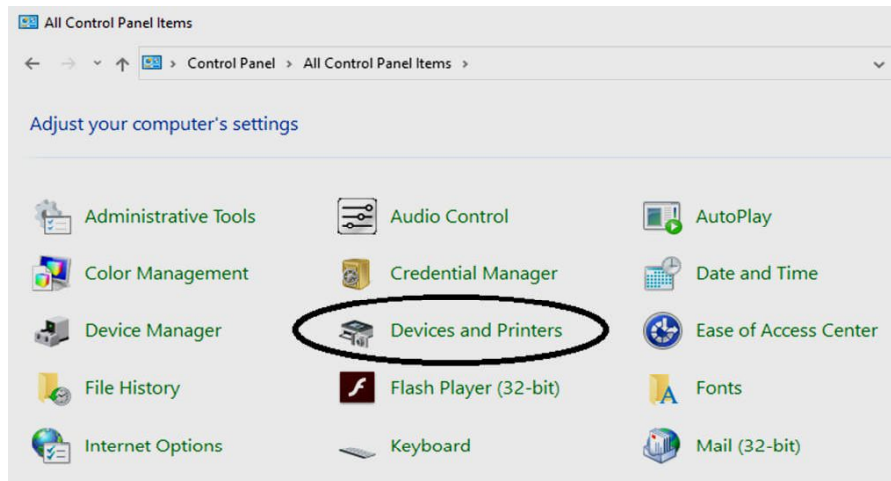 All Control Panel Items
Control Panel > All Control Panel Items >
Adjust your computer's settings
Administrative Tools Audio Control AutoPlay
Color Management Credential Manager Date and Time
Device Manager Devices and Printers Ease of Access Center
File History Flash Player (32-bit) Fonts
Internet Options Keyboard Mail (32-bit)